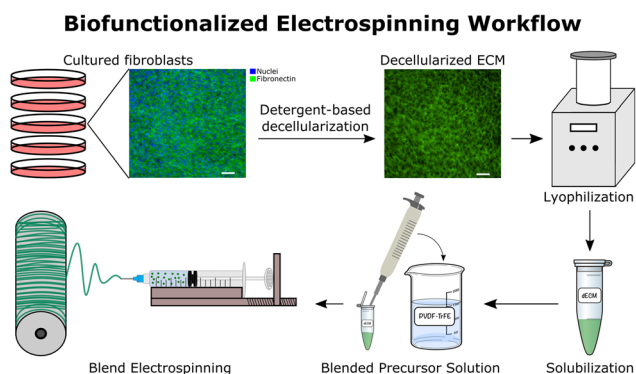 Biofunctionalized Electrospinning Workflow
Cultured fibroblasts
Nuclei
Fibronectin
Detergent-based
decellularization
Decellularized ECM
Lyophilization
dECM
Solubilization
PVDF-TrFE
Blended Precursor Solution
Blend Electrospinning